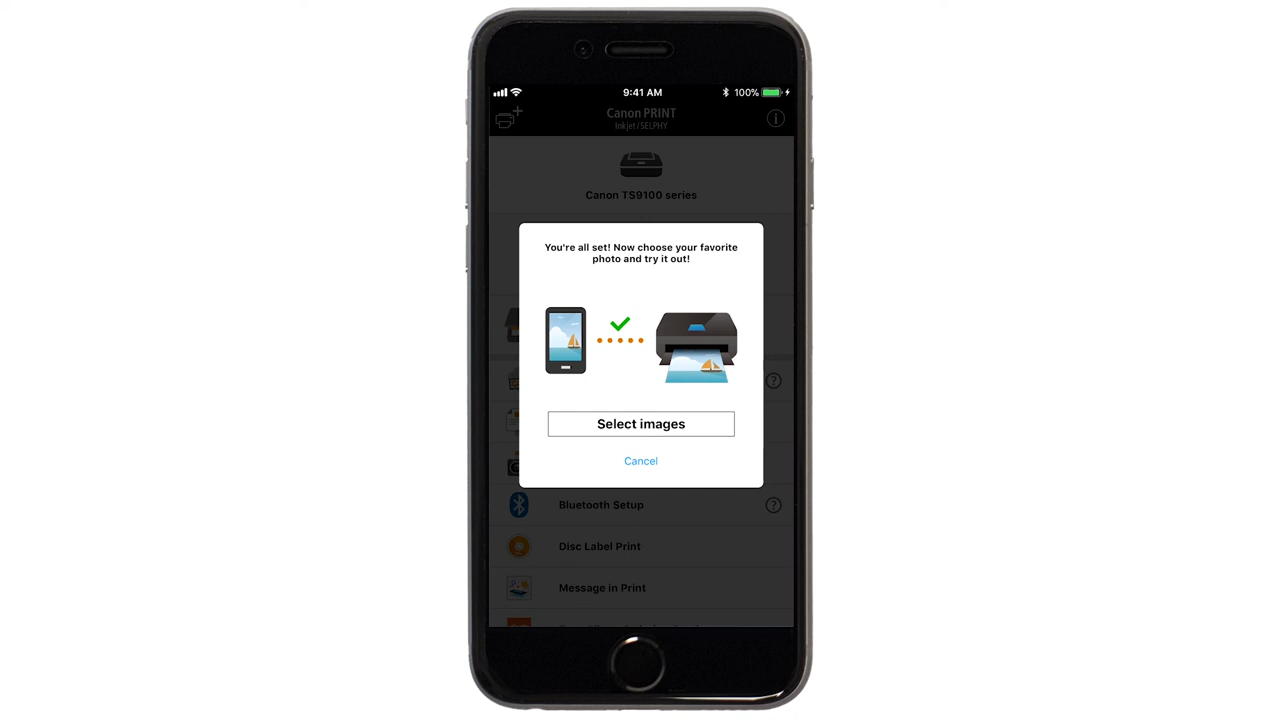 9:41 AM
100%
Canon PRINT
Inkjet/SELPHY
Canon TS9100 series
You're all set! Now choose your favorite
photo and try it out!
Select images
Cancel
Bluetooth Setup
Disc Label Print
Message in Print